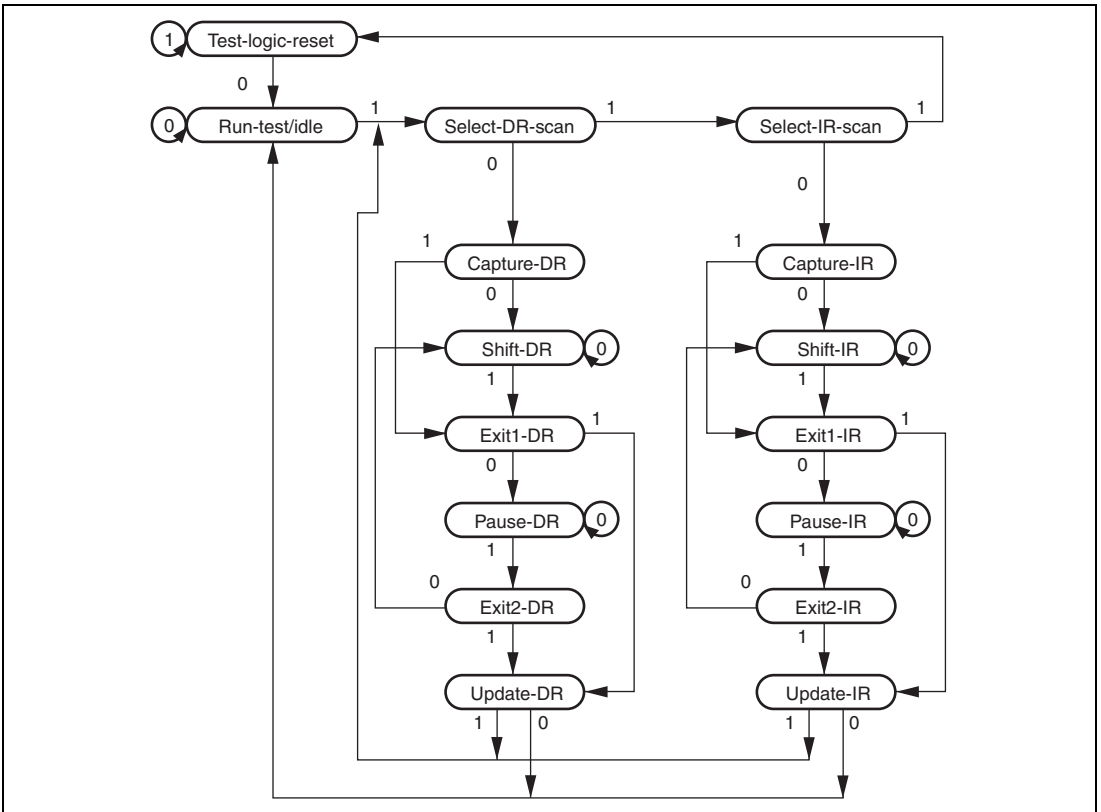 1 Test-logic-reset
0
0 Run-test/idle 1 Select-DR-scan 1 Select-IR-scan 1
0 0
1 Capture-DR 1 Capture-IR
0 0
Shift-DR 0 Shift-IR 0
1 1
Exit1-DR 1 Exit1-IR 1
0 0
Pause-DR 0 Pause-IR 0
1 1
0 Exit2-DR 0 Exit2-IR
1 1
Update-DR Update-IR
1 0 1 0